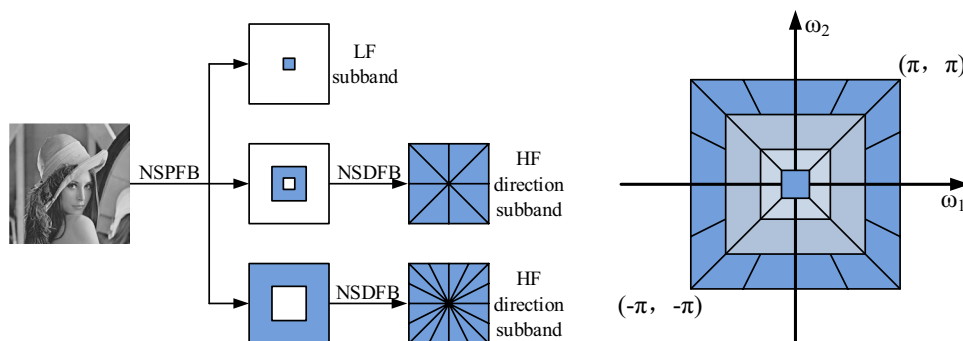 LF
subband
NSPFB
NSDFB
HF
direction
subband
NSDFB
HF
direction
subband
ω2
(π, π)
ω1
(-π, -π)